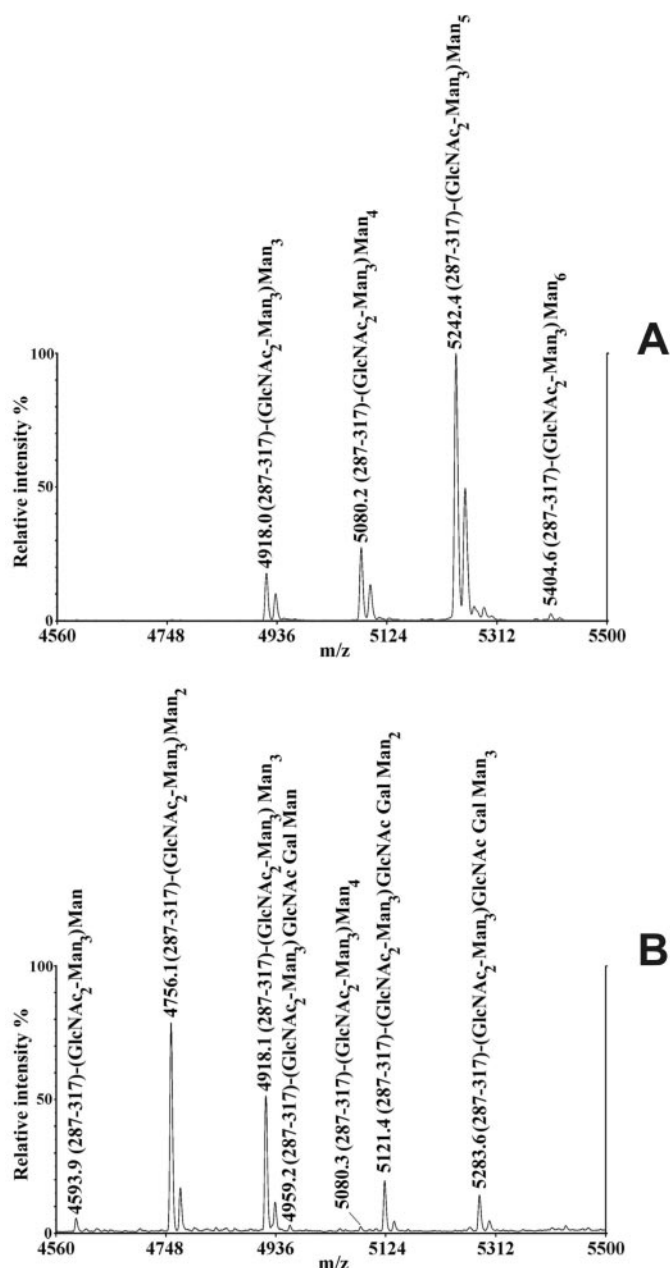 4918.0 (287-317)-(GlcNAc2-Man3)Man3
5080.2 (287-317)-(GlcNAc2-Man3)Man4
5242.4 (287-317)-(GlcNAc2-Man3)Man5
5404.6 (287-317)-(GlcNAc2-Man3)Man6
A
Relative intensity %
100
50
0
4560 4748 4936 5124 5312 5500
m/z
4593.9 (287-317)-(GlcNAc2-Man3)Man
4756.1(287-317)-(GlcNAc2-Man3)Man2
4918.1 (287-317)-(GlcNAc2-Man3) Man3
4959.2 (287-317)-(GlcNAc2-Man3)GlcNAc Gal Man
5080.3 (287-317)-(GlcNAc2-Man3)Man4
5121.4 (287-317)-(GlcNAc2-Man3)GlcNAc Gal Man2
5283.6 (287-317)-(GlcNAc2-Man3)GlcNAc Gal Man3
B
Relative intensity %
100
50
0
4560 4748 4936 5124 5312 5500
m/z